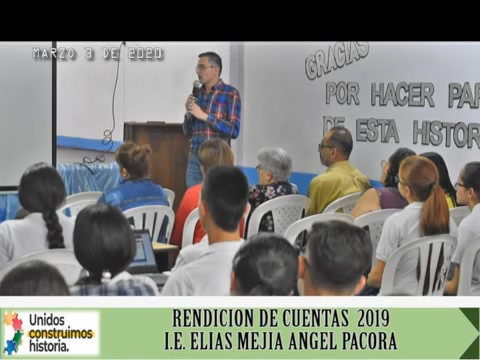 MARZO 3 DE 2020
GRACIAS
POR HACER PAR
DE ESTA HISTOR
Unidos
construimos
historia.
RENDICION DE CUENTAS 2019
I.E. ELIAS MEJIA ANGEL PACORA